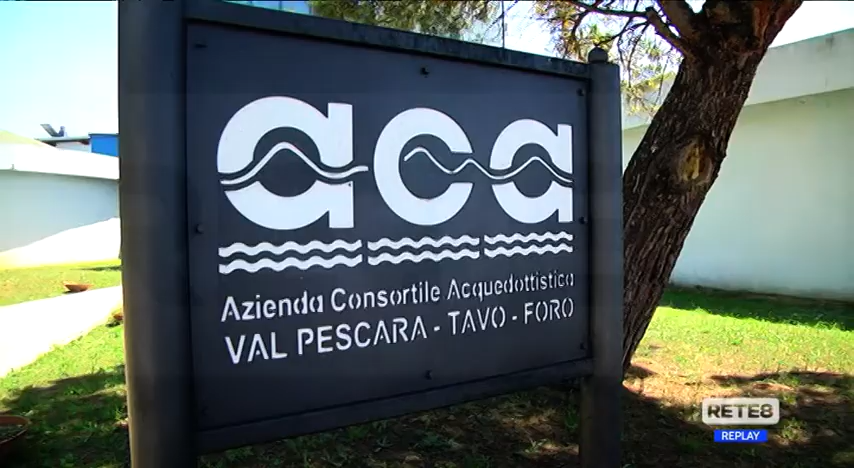 aca
Azienda Consortile Acquedottistica
VAL PESCARA - TAVO - FORO
RETE8
REPLAY